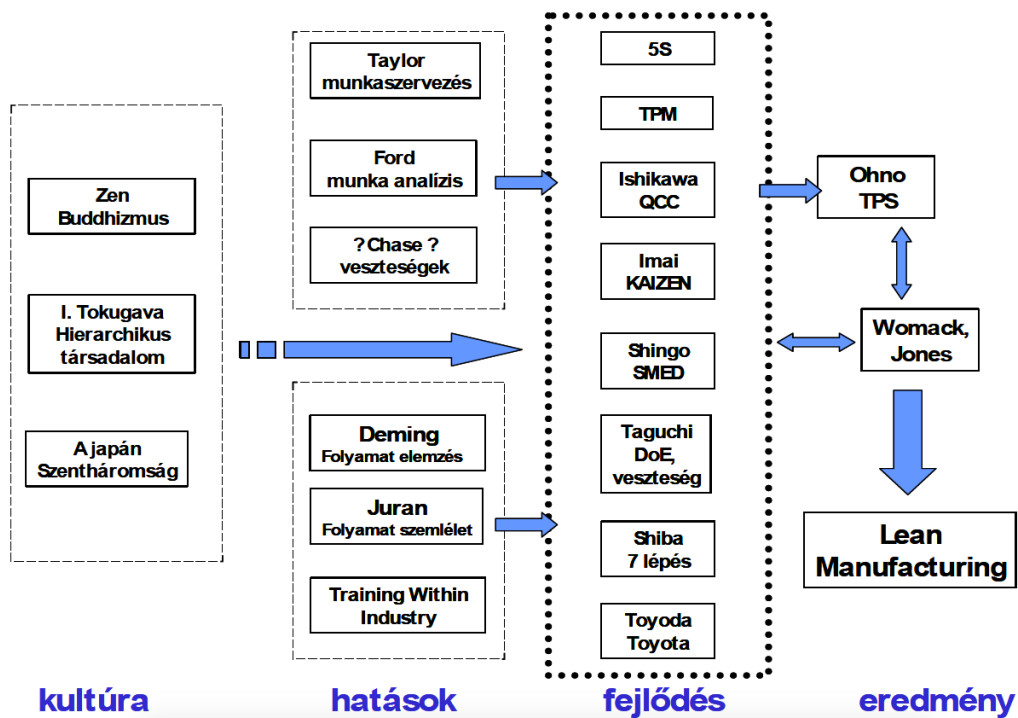 Zen
Buddhizmus
I. Tokugava
Hierarchikus
társadalom
A japán
Szentháromság
kultúra
Taylor
munkaszervezés
Ford
munka analízis
?Chase ?
veszteségek
Deming
Folyamat elemzés
Juran
Folyamat szemlélet
Training Within
Industry
hatások
5S
TPM
Ishikawa
QCC
Imai
KAIZEN
Shingo
SMED
Taguchi
DoE,
veszteség
Shiba
7 lépés
Toyoda
Toyota
fejlődés
Ohno
TPS
Womack,
Jones
Lean
Manufacturing
eredmény